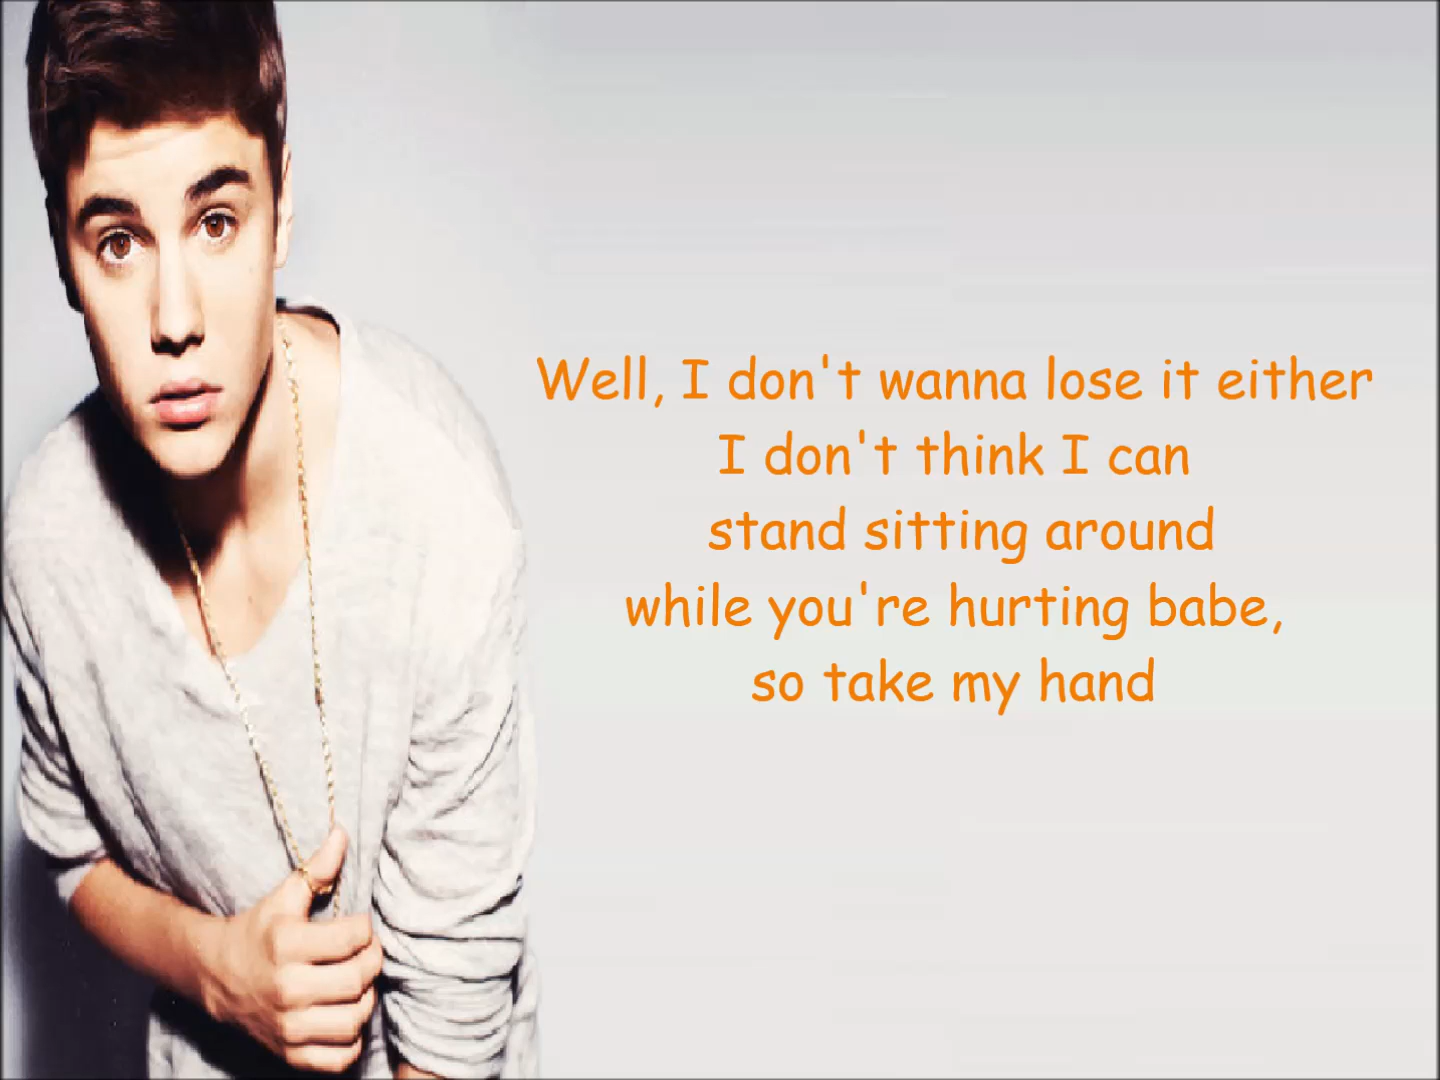 Well, I don't wanna lose it either
I don't think I can
stand sitting around
while you're hurting babe,
so take my hand